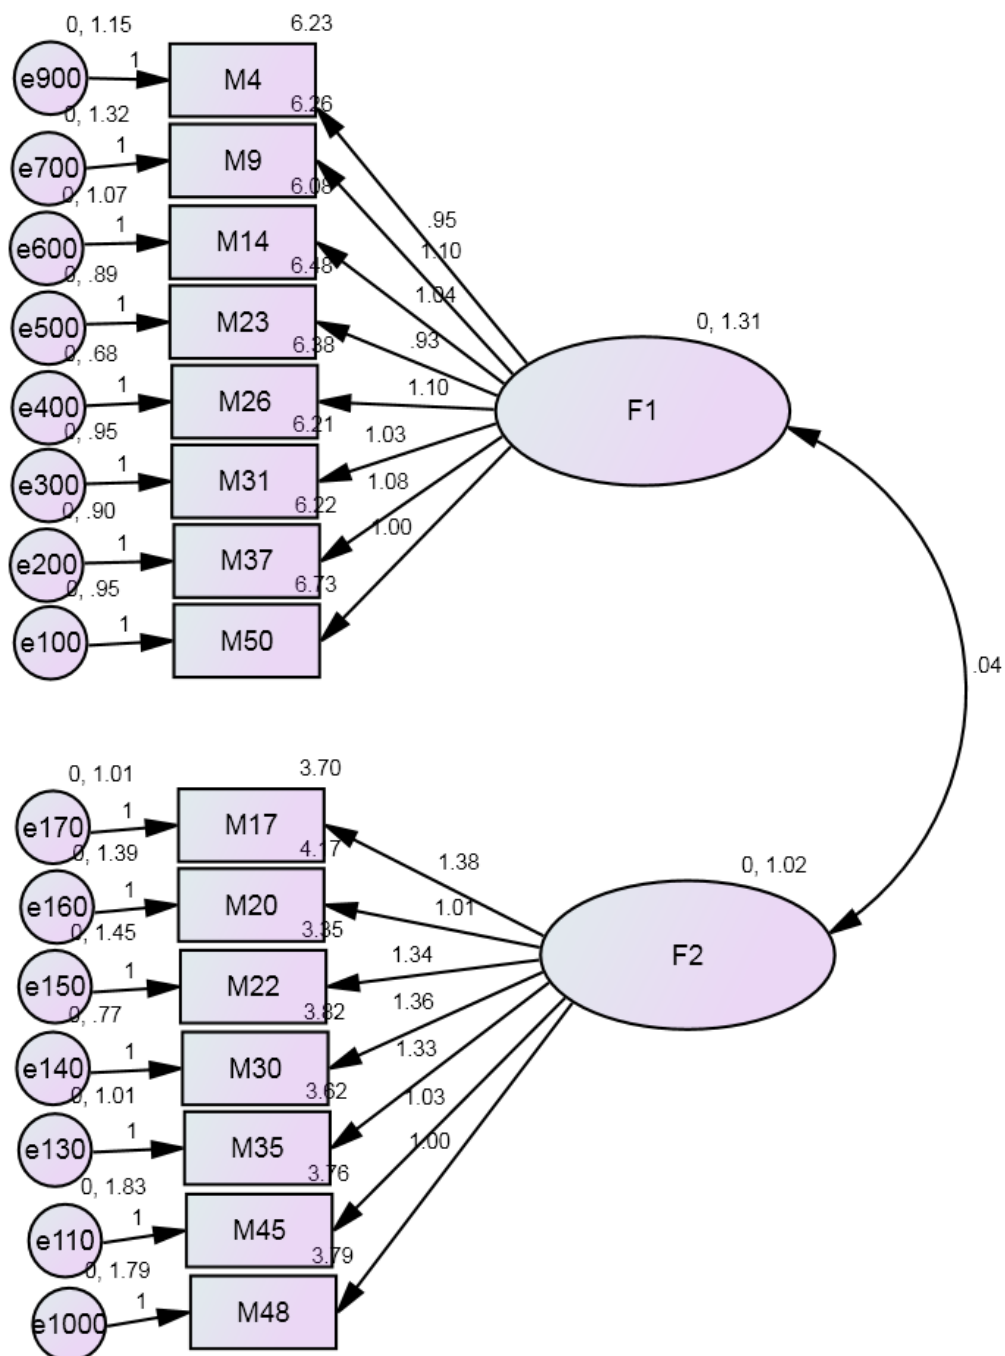 0, 1.15
6.23
e900
1
M4
0, 1.32
6.26
e700
1
M9
0, 1.07
6.08
e600
1
M14
0, .89
6.48
e500
1
M23
0, .68
6.38
e400
1
M26
0, .95
6.21
e300
1
M31
0, .90
6.22
e200
1
M37
0, .95
6.73
e100
1
M50
.95
1.10
1.04
.93
1.10
1.03
1.08
1.00
0, 1.31
F1
.04
0, 1.01
3.70
e170
1
M17
0, 1.39
4.17
e160
1
M20
0, 1.45
3.35
e150
1
M22
0, .77
3.82
e140
1
M30
0, 1.01
3.62
e130
1
M35
0, 1.83
3.76
e110
1
M45
0, 1.79
3.79
e1000
1
M48
1.38
1.01
1.34
1.36
1.33
1.03
1.00
0, 1.02
F2